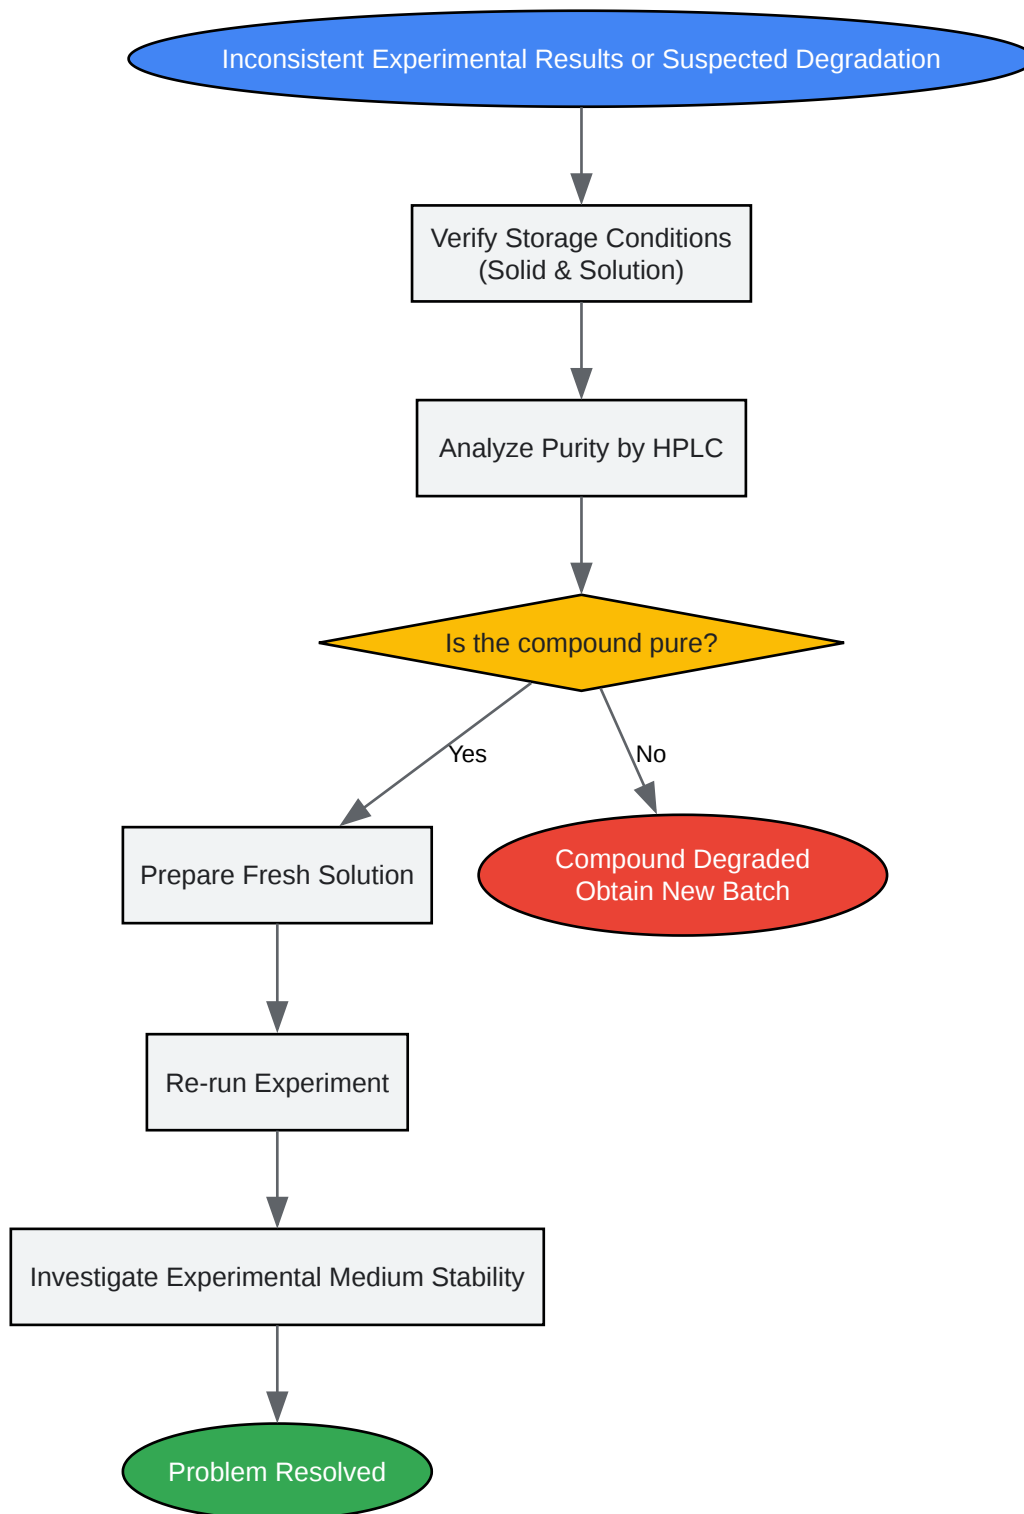 Inconsistent Experimental Results or Suspected Degradation
Verify Storage Conditions
(Solid & Solution)
Analyze Purity by HPLC
Is the compound pure?
Yes
No
Prepare Fresh Solution
Compound Degraded
Obtain New Batch
Re-run Experiment
Investigate Experimental Medium Stability
Problem Resolved